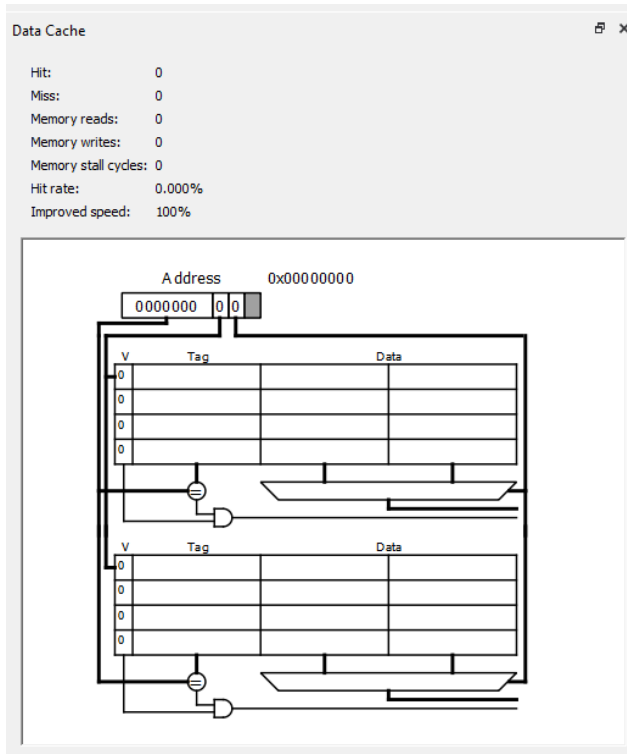 Data Cache
Hit: 0
Miss: 0
Memory reads: 0
Memory writes: 0
Memory stall cycles: 0
Hit rate: 0.000%
Improved speed: 100%
Address 0x00000000
0000000 0 0
V Tag Data
0
0
0
0
=
V Tag Data
0
0
0
0
=